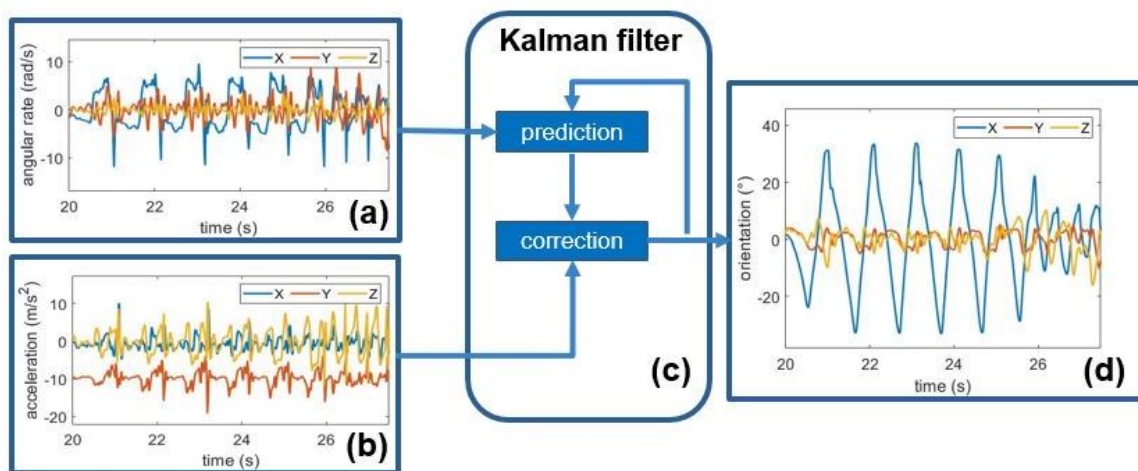 X Y Z
angular rate (rad/s)
10
0
-10
20 22 24 26
time (s)
(a)
X Y Z
acceleration (m/s²)
10
0
-10
-20
20 22 24 26
time (s)
(b)
Kalman filter
prediction
correction
(c)
X Y Z
orientation (°)
40
20
0
-20
20 22 24 26
time (s)
(d)